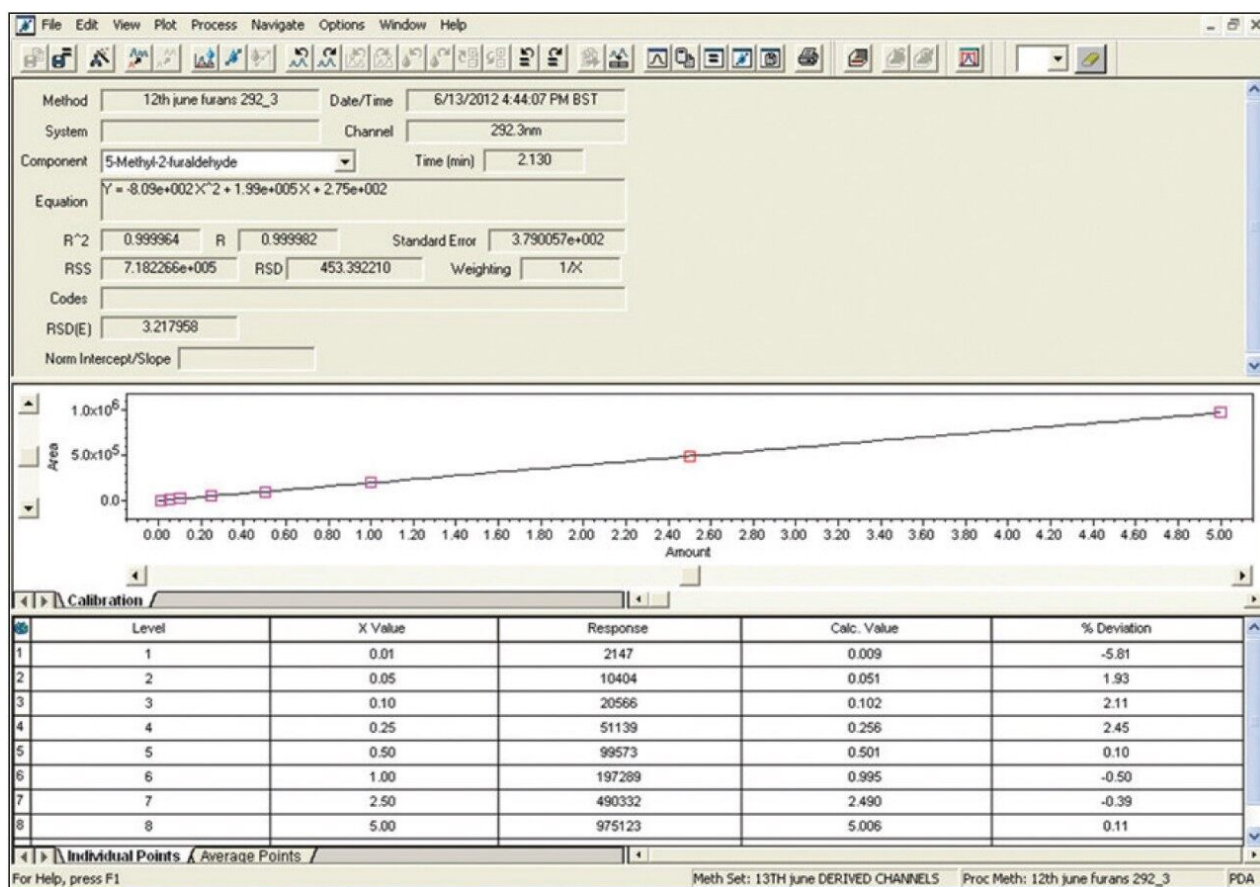 File Edit View Plot Process Navigate Options Window Help
Method 12th june furans 292_3 Date/Time 6/13/2012 4:44:07 PM BST
System Channel 292.3nm
Component 5-Methyl-2-furaldehyde Time (min) 2.130
Equation Y = -8.09e+002 X^2 + 1.99e+005 X + 2.75e+002
R^2 0.999964 R 0.999982 Standard Error 3.790057e+002
RSS 7.182266e+005 RSD 453.392210 Weighting 1/X
Codes
RSD(E) 3.217958
Norm Intercept/Slope
Area
1.0x10^6
5.0x10^5
0.0
0.00 0.20 0.40 0.60 0.80 1.00 1.20 1.40 1.60 1.80 2.00 2.20 2.40 2.60 2.80 3.00 3.20 3.40 3.60 3.80 4.00 4.20 4.40 4.60 4.80 5.00
Amount
Calibration
Level X Value Response Calc. Value % Deviation
1 1 0.01 2147 0.009 -5.81
2 2 0.05 10404 0.051 1.93
3 3 0.10 20566 0.102 2.11
4 4 0.25 51139 0.256 2.45
5 5 0.50 99573 0.501 0.10
6 6 1.00 197289 0.995 -0.50
7 7 2.50 490332 2.490 -0.39
8 8 5.00 975123 5.006 0.11
Individual Points Average Points
For Help, press F1 Meth Set: 13TH june DERIVED CHANNELS Proc Meth: 12th june furans 292_3 PDA